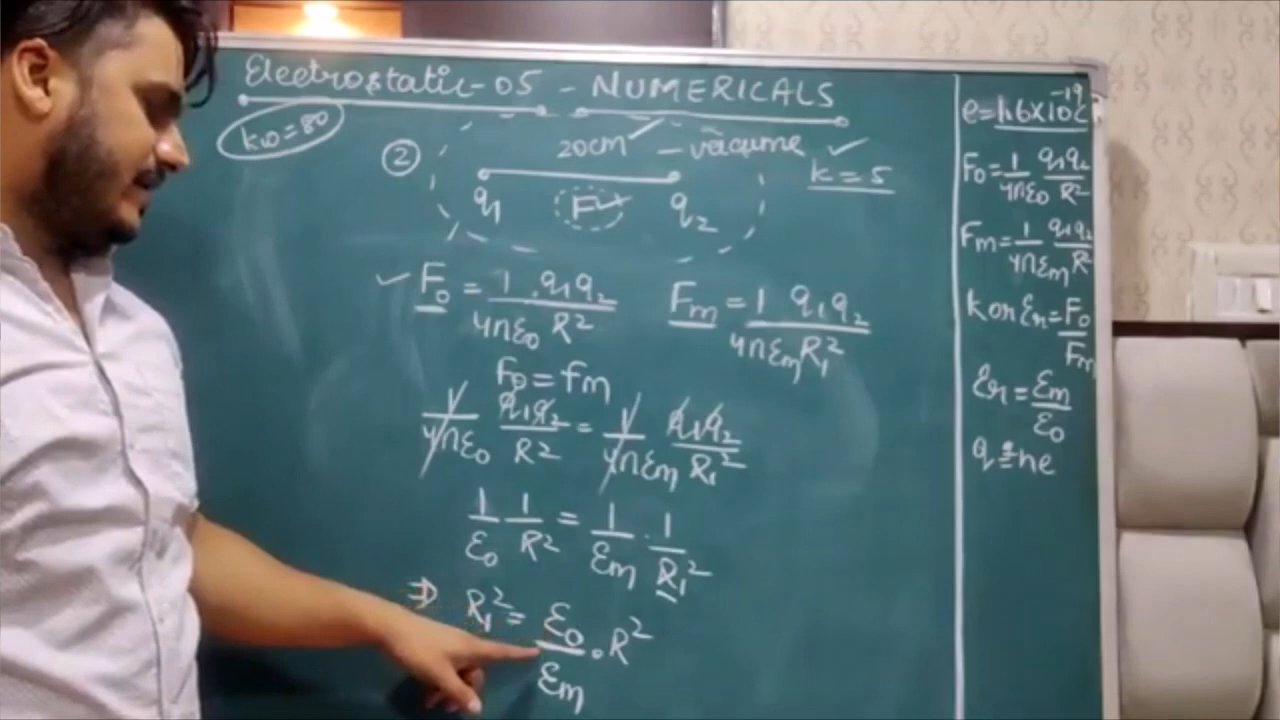 Electrostatic-05 - NUMERICALS
kω=80
② 20cm ✓ - vacuume k=5 ✓
q₁ F ✓ q₂
✓ F₀ = 1/4πε₀ . q₁q₂/R² Fm = 1/4πεm q₁q₂/R₁²
F₀ = fm
1/4πε₀ q₁q₂/R² = 1/4πεm q₁q₂/R₁²
1/ε₀ 1/R² = 1/εm . 1/R₁²
⇒ R₁² = ε₀/εm . R²
e=1.6×10⁻¹⁹C
F₀=1/4πε₀ q₁q₂/R²
Fm=1/4πεm q₁q₂/R²
k or εr=F₀/Fm
εr=εm/ε₀
q=±ne